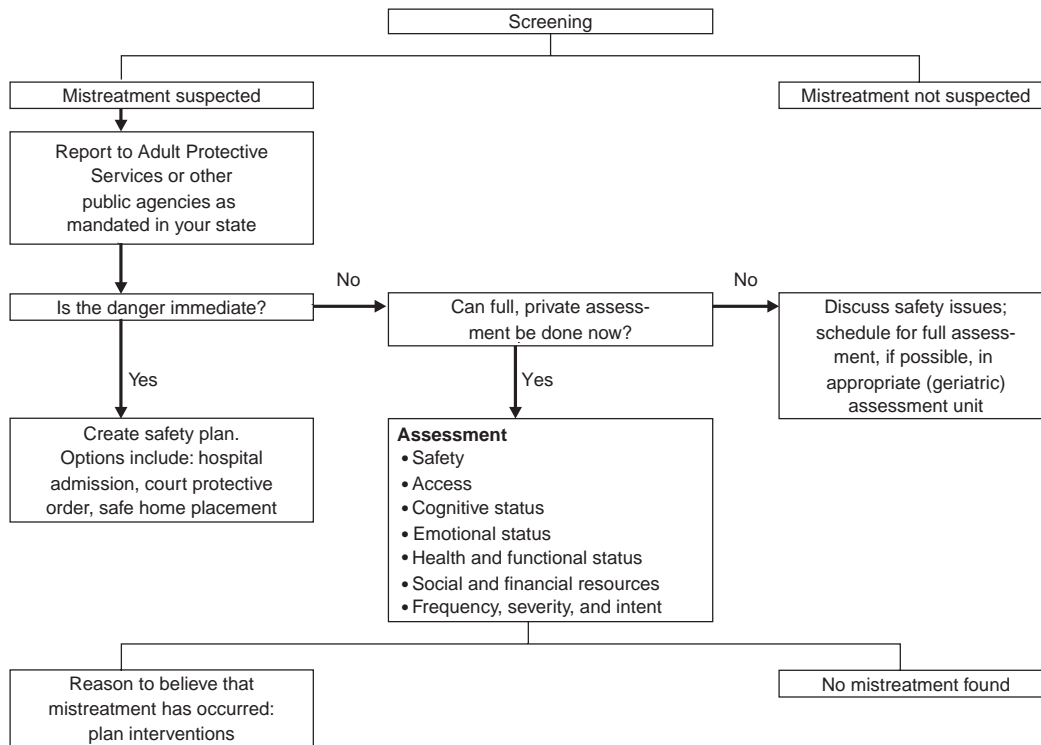 Screening
Mistreatment suspected
Mistreatment not suspected
Report to Adult Protective
Services or other
public agencies as
mandated in your state
Is the danger immediate?
No
Can full, private assess-
ment be done now?
No
Discuss safety issues;
schedule for full assess-
ment, if possible, in
appropriate (geriatric)
assessment unit
Yes
Yes
Create safety plan.
Options include: hospital
admission, court protective
order, safe home placement
Assessment
• Safety
• Access
• Cognitive status
• Emotional status
• Health and functional status
• Social and financial resources
• Frequency, severity, and intent
Reason to believe that
mistreatment has occurred:
plan interventions
No mistreatment found